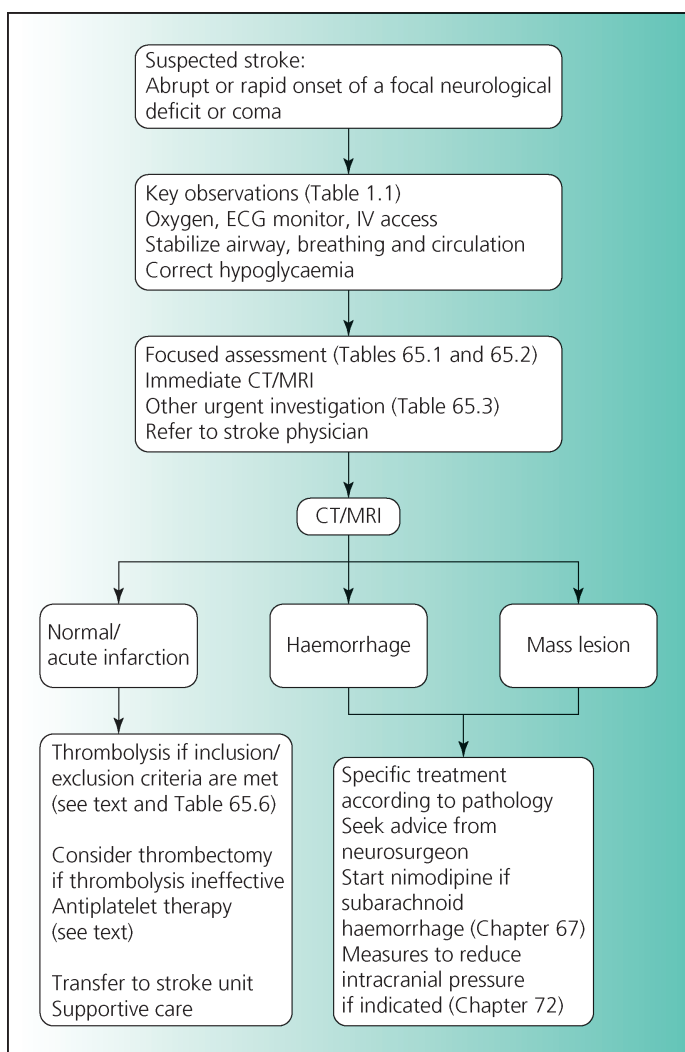 Suspected stroke:
Abrupt or rapid onset of a focal neurological
deficit or coma
Key observations (Table 1.1)
Oxygen, ECG monitor, IV access
Stabilize airway, breathing and circulation
Correct hypoglycaemia
Focused assessment (Tables 65.1 and 65.2)
Immediate CT/MRI
Other urgent investigation (Table 65.3)
Refer to stroke physician
CT/MRI
Normal/
acute infarction
Haemorrhage
Mass lesion
Thrombolysis if inclusion/
exclusion criteria are met
(see text and Table 65.6)
Consider thrombectomy
if thrombolysis ineffective
Antiplatelet therapy
(see text)
Transfer to stroke unit
Supportive care
Specific treatment
according to pathology
Seek advice from
neurosurgeon
Start nimodipine if
subarachnoid
haemorrhage (Chapter 67)
Measures to reduce
intracranial pressure
if indicated (Chapter 72)